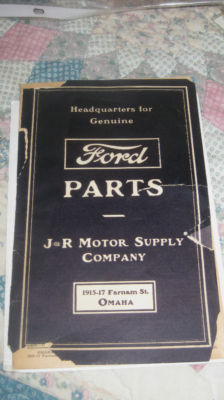 Headquarters for
Genuine
Ford
PARTS
J&R MOTOR SUPPLY
COMPANY
1915-17 Farnam St.
OMAHA